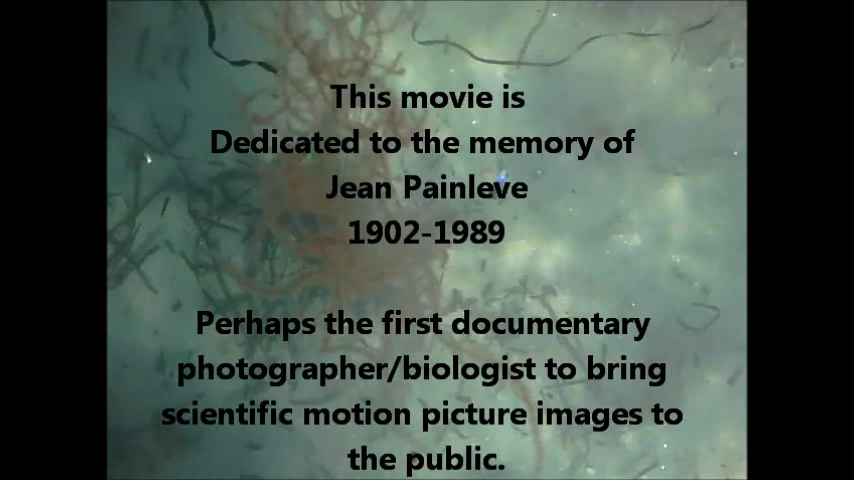 This movie is
Dedicated to the memory of
Jean Painleve
1902-1989
Perhaps the first documentary
photographer/biologist to bring
scientific motion picture images to
the public.